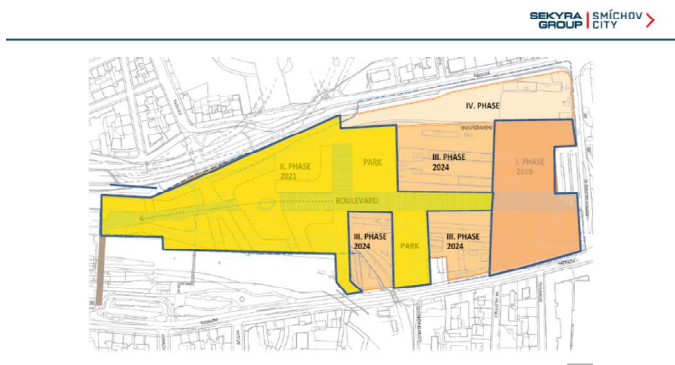 SEKYRA
GROUP
SMÍCHOV
CITY
IV. PHASE
PARK
III. PHASE
2024
I. PHASE
2018
II. PHASE
2021
BOULEVARD
III. PHASE
2024
PARK
III. PHASE
2024